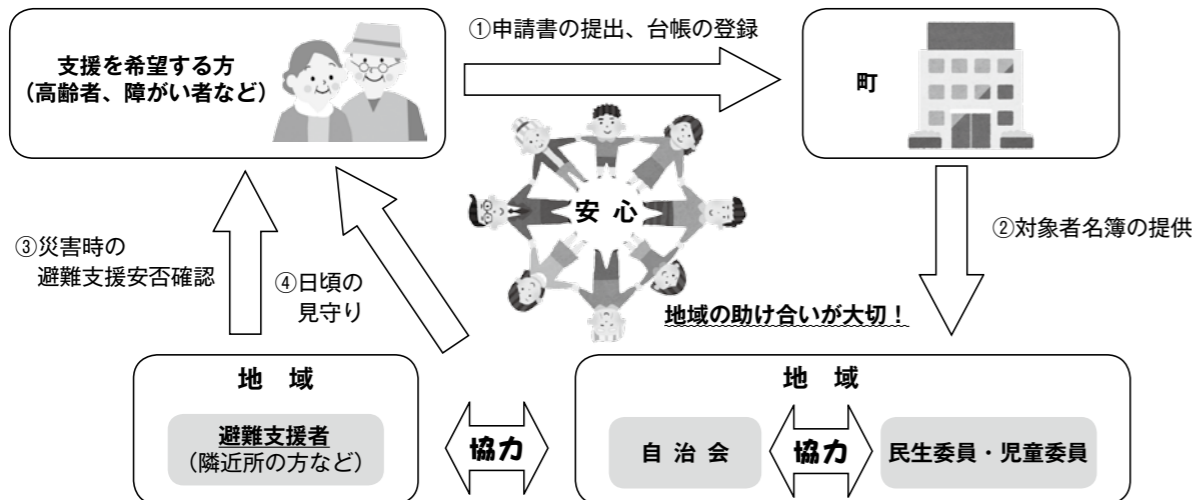 支援を希望する方
（高齢者、障がい者など）
①申請書の提出、台帳の登録
町
安心
②対象者名簿の提供
③災害時の
避難支援安否確認
④日頃の
見守り
地域の助け合いが大切！
地　域
避難支援者
（隣近所の方など）
協力
地　域
自 治 会
協力
民生委員・児童委員